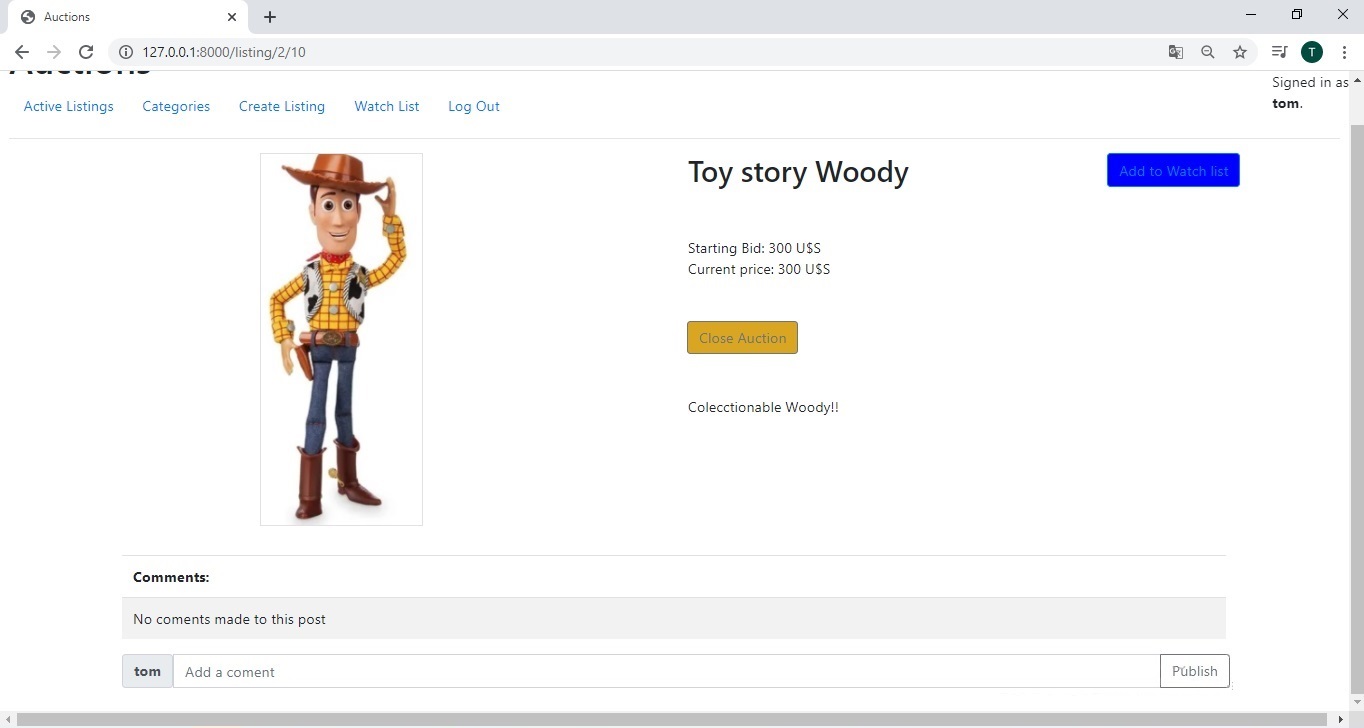 Auctions
127.0.0.1:8000/listing/2/10
T
Auctions
Signed in as
tom.
Active Listings Categories Create Listing Watch List Log Out
Toy story Woody
Add to Watch list
Starting Bid: 300 U$S
Current price: 300 U$S
Close Auction
Colecctionable Woody!!
Comments:
No coments made to this post
tom Add a coment Publish